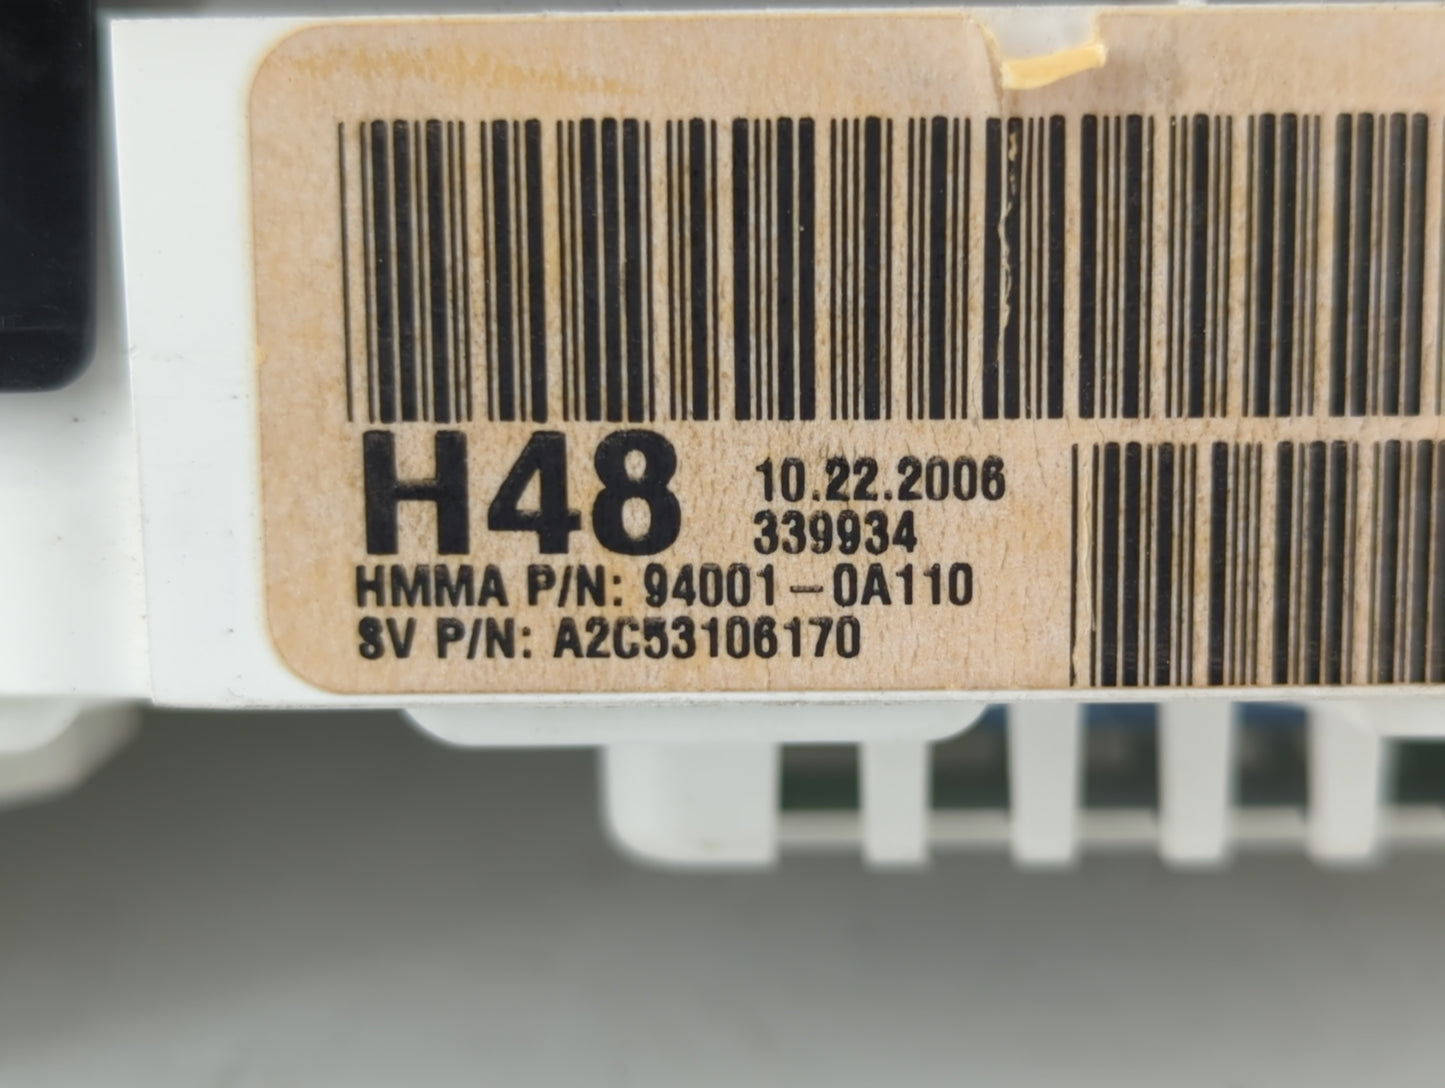 H48
10.22.2006
339934
HMMA P/N: 94001-0A110
SV P/N: A2C53106170